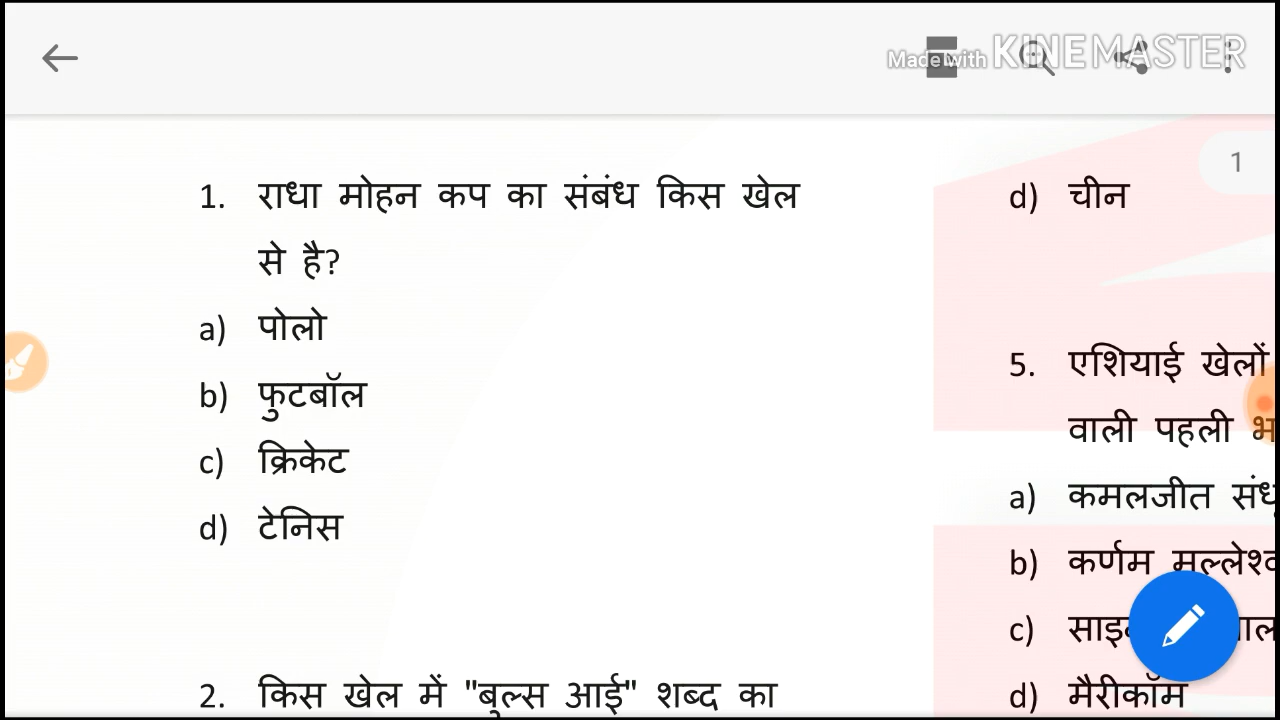 Made with KINEMASTER
1
1. राधा मोहन कप का संबंध किस खेल
से है?
a) पोलो
b) फुटबॉल
c) क्रिकेट
d) टेनिस
2. किस खेल में "बुल्स आई" शब्द का
d) चीन
5. एशियाई खेलों
वाली पहली
a) कमलजीत
b) कर्णम
c)
d) मैरीकॉम